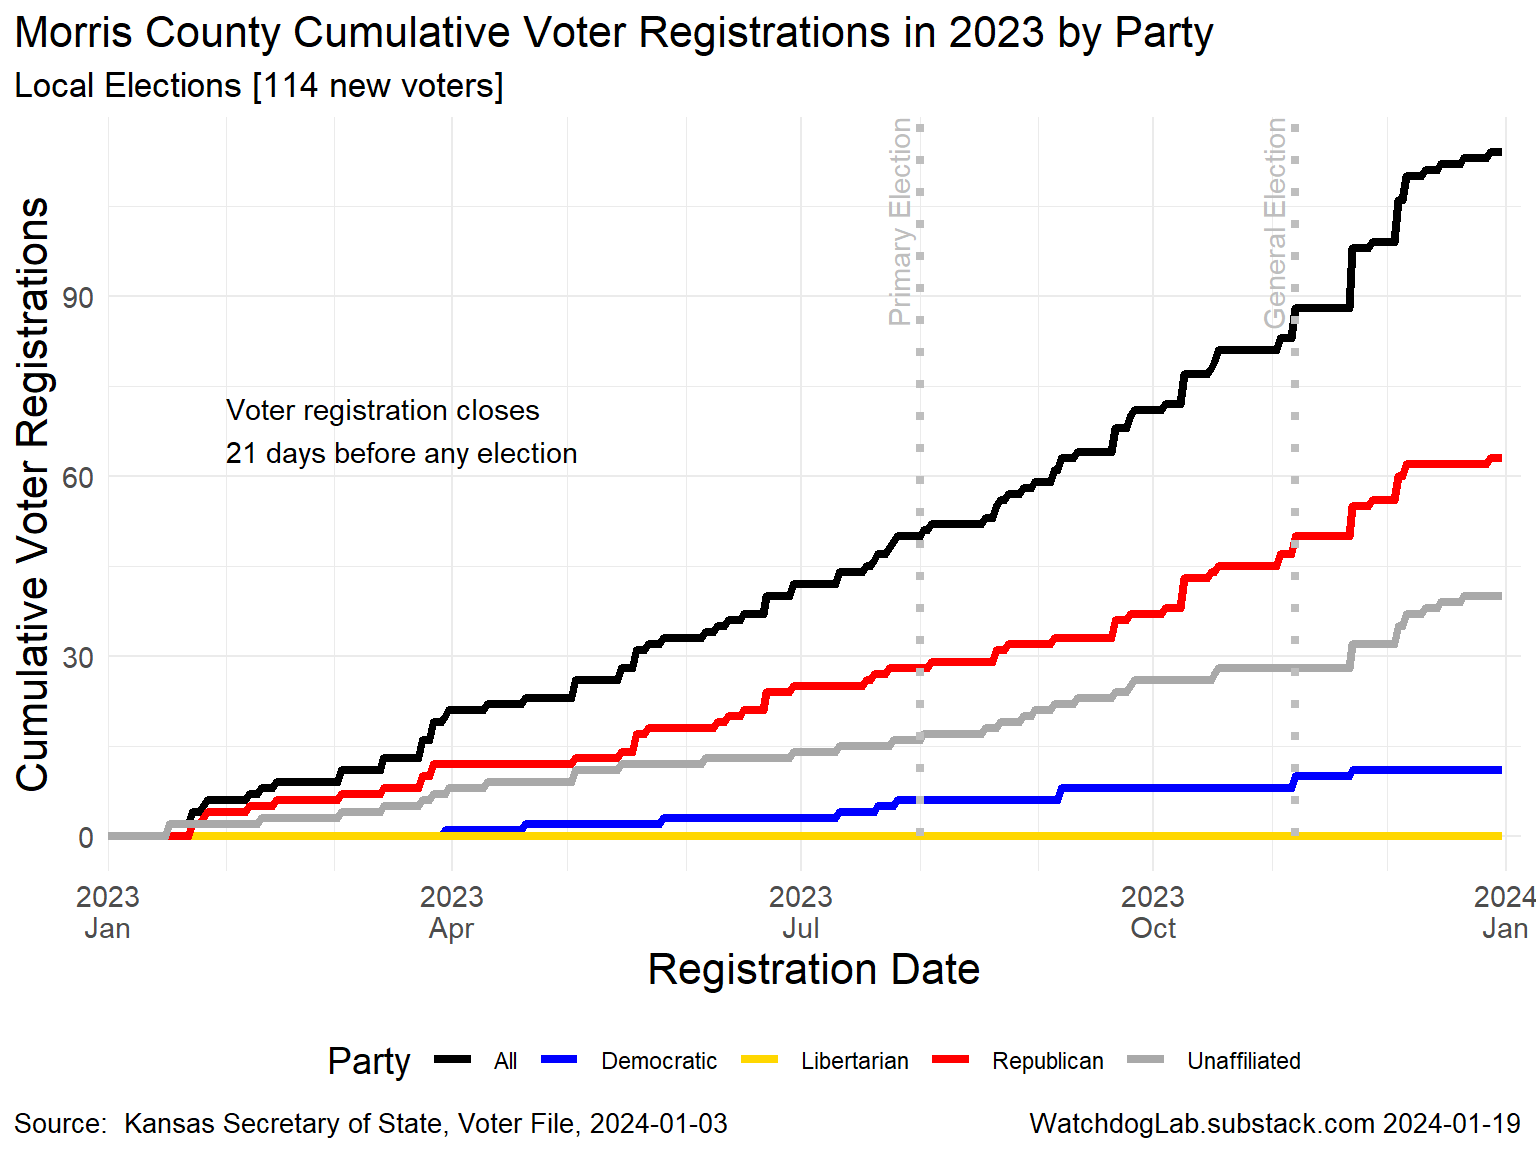 Morris County Cumulative Voter Registrations in 2023 by Party
Local Elections [114 new voters]
Cumulative Voter Registrations
90
60
30
0
Primary Election
General Election
Voter registration closes
21 days before any election
2023
Jan
2023
Apr
2023
Jul
2023
Oct
2024
Jan
Registration Date
Party All Democratic Libertarian Republican Unaffiliated
Source:  Kansas Secretary of State, Voter File, 2024-01-03
WatchdogLab.substack.com 2024-01-19